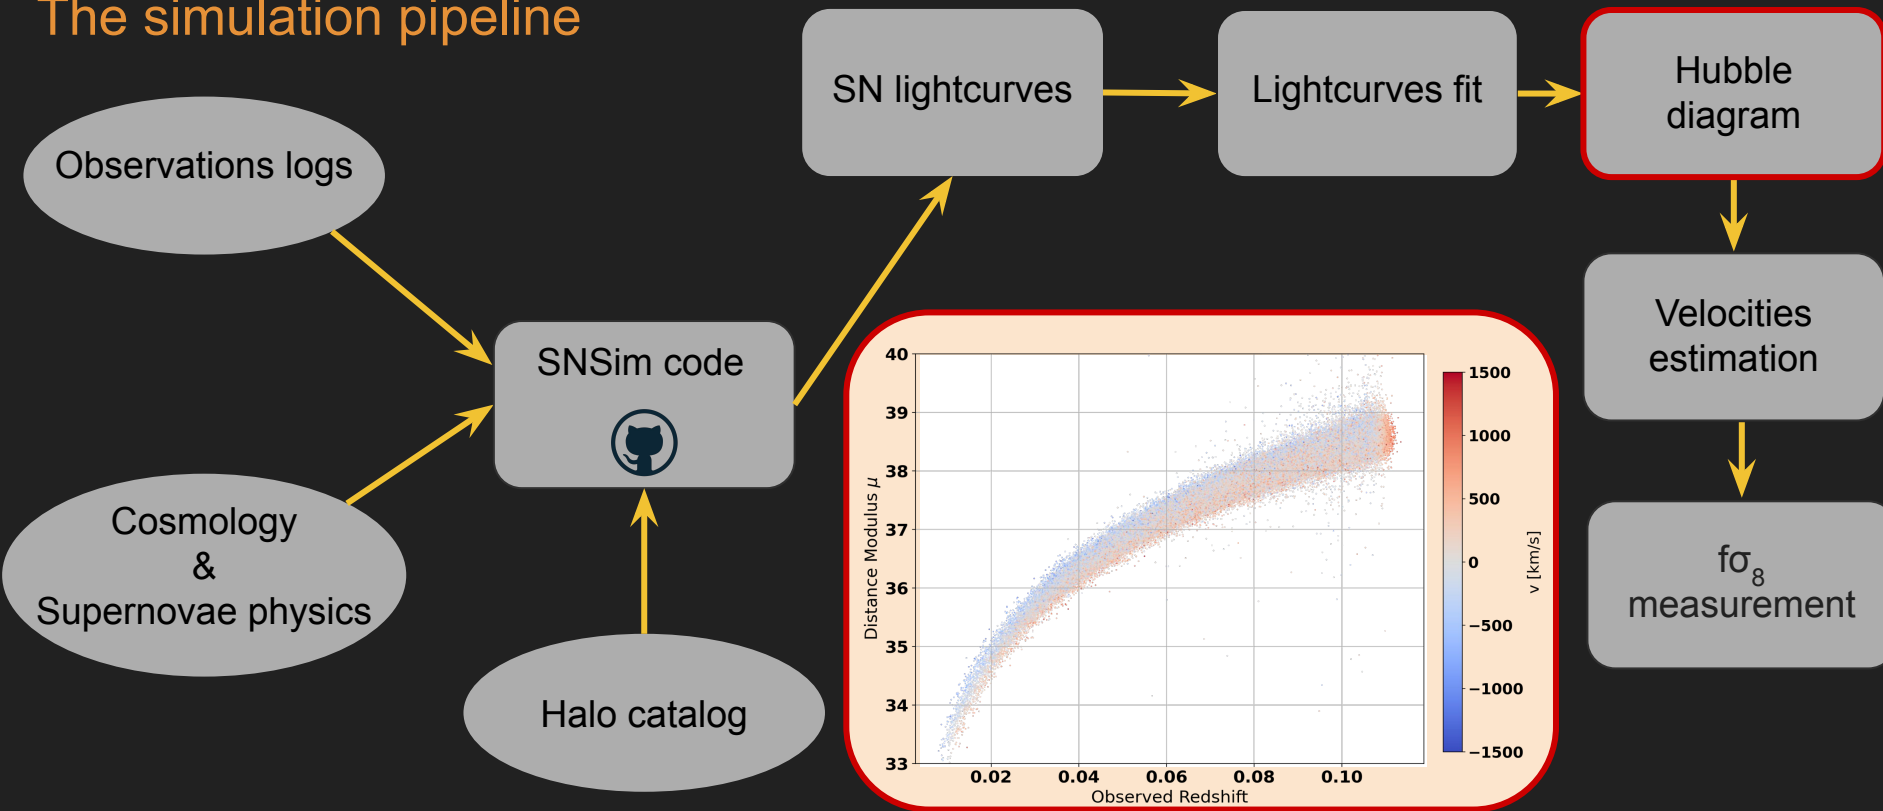 The simulation pipeline
SN lightcurves
Lightcurves fit
Hubble
diagram
Observations logs
Velocities
estimation
SNSim code
Cosmology
&
Supernovae physics
Halo catalog
fσ8
measurement
40
39
38
37
36
35
34
33
Distance Modulus μ
0.02 0.04 0.06 0.08 0.10
Observed Redshift
1500
1000
500
0
−500
−1000
−1500
v [km/s]